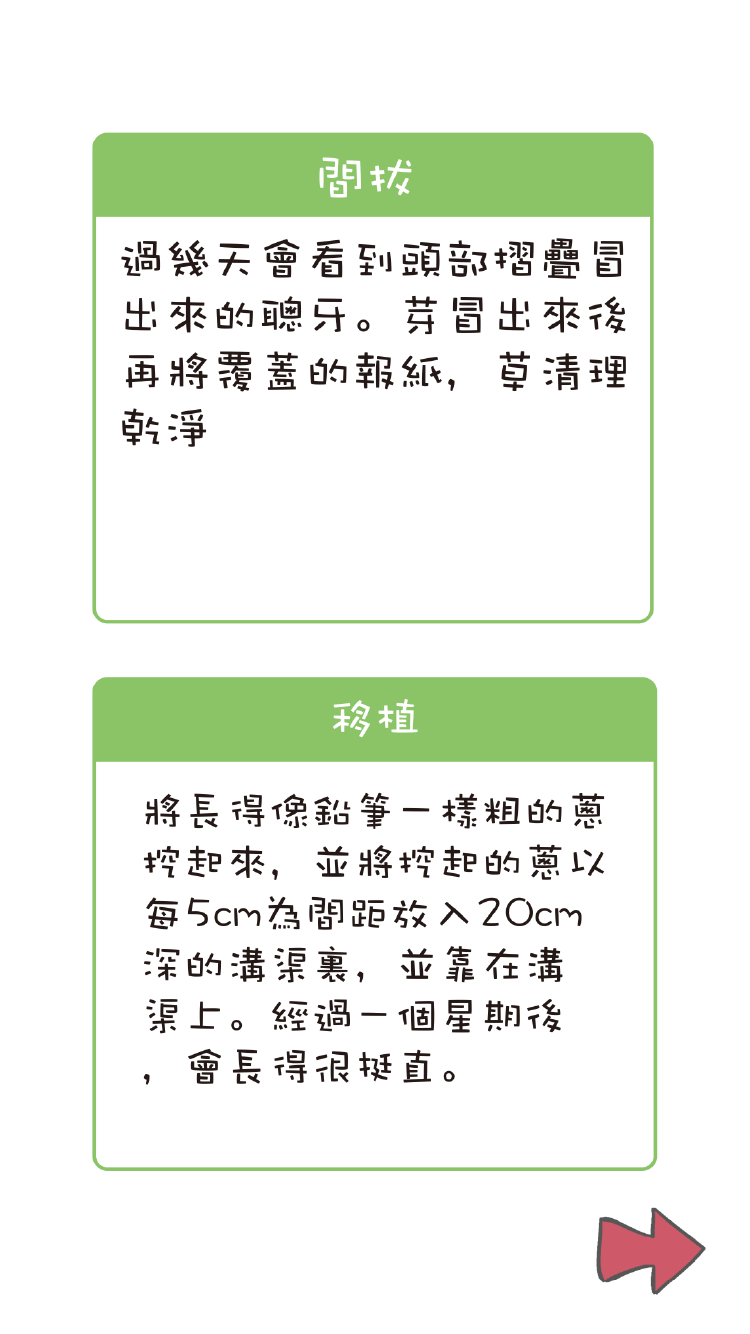 間拔
過幾天會看到頭部摺疊冒
出來的聰牙。芽冒出來後
再將覆蓋的報紙，草清理
乾淨
移植
將長得像鉛筆一樣粗的蔥
挖起來，並將挖起的蔥以
每5cm為間距放入20cm
深的溝渠裏，並靠在溝
渠上。經過一個星期後
，會長得很挺直。